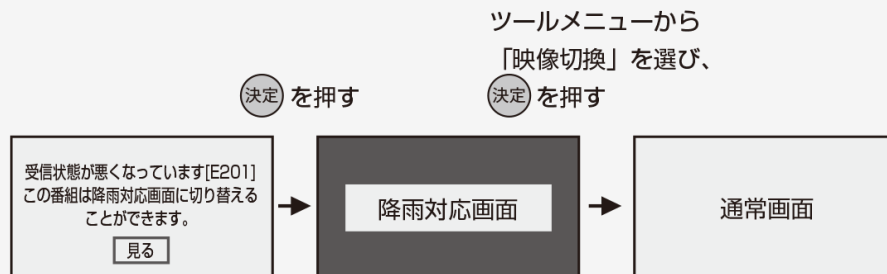 ツールメニューから
「映像切換」を選び、
決定 を押す
決定 を押す
受信状態が悪くなっています[E201]
この番組は降雨対応画面に切り替える
ことができます。
見る
降雨対応画面
通常画面